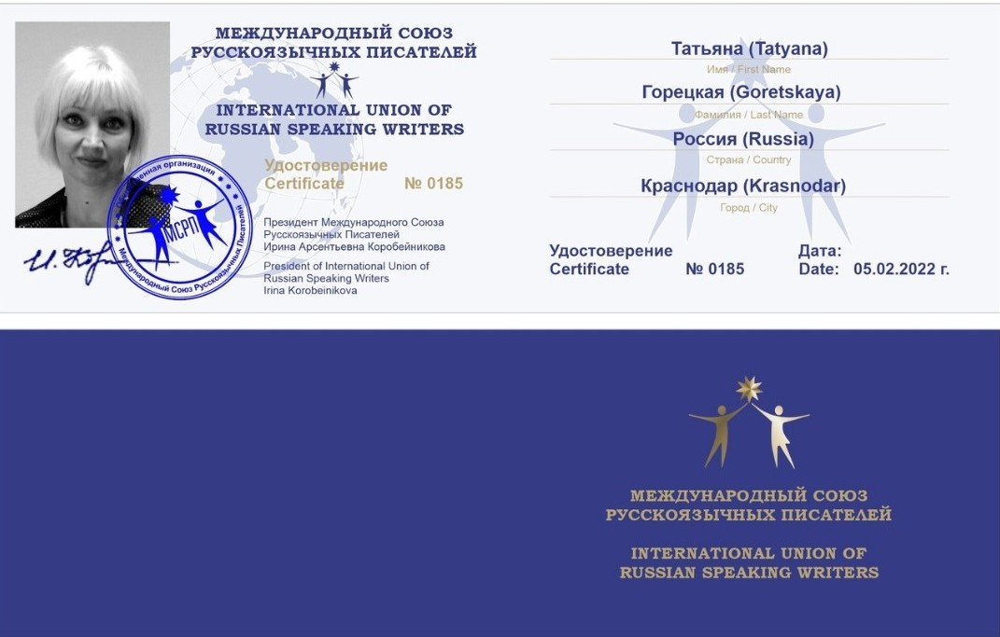 МЕЖДУНАРОДНЫЙ СОЮЗ
РУССКОЯЗЫЧНЫХ ПИСАТЕЛЕЙ
INTERNATIONAL UNION OF
RUSSIAN SPEAKING WRITERS
Удостоверение
Certificate № 0185
Президент Международного Союза
Русскоязычных Писателей
Ирина Арсентьевна Коробейникова
President of International Union of
Russian Speaking Writers
Irina Korobeinikova
организация
МСРП
Международный Союз Русскоязычных Писателей
Татьяна (Tatyana)
Имя / First Name
Горецкая (Goretskaya)
Фамилия / Last Name
Россия (Russia)
Страна / Country
Краснодар (Krasnodar)
Город / City
Удостоверение Дата:
Certificate № 0185 Date: 05.02.2022 г.
МЕЖДУНАРОДНЫЙ СОЮЗ
РУССКОЯЗЫЧНЫХ ПИСАТЕЛЕЙ
INTERNATIONAL UNION OF
RUSSIAN SPEAKING WRITERS